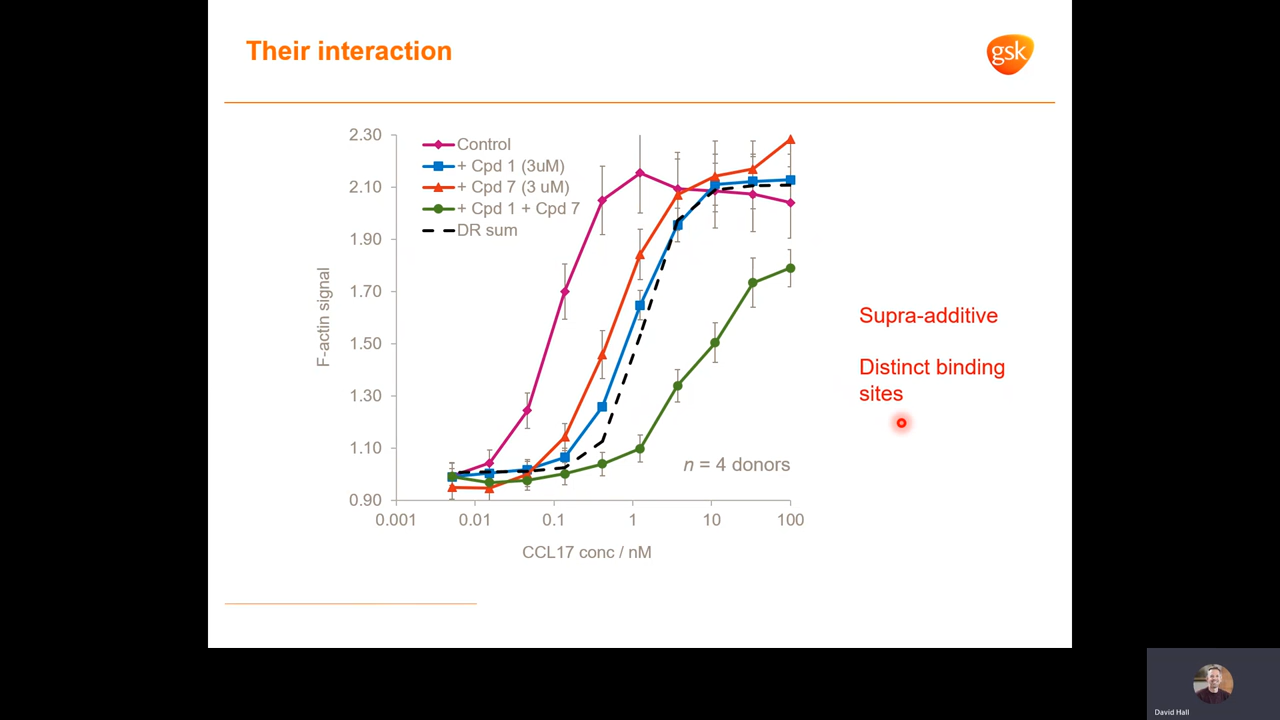 Their interaction
gsk
2.30
2.10
1.90
1.70
1.50
1.30
1.10
0.90
F-actin signal
Control
+ Cpd 1 (3uM)
+ Cpd 7 (3 uM)
+ Cpd 1 + Cpd 7
DR sum
n = 4 donors
0.001 0.01 0.1 1 10 100
CCL17 conc / nM
Supra-additive
Distinct binding
sites
David Hall